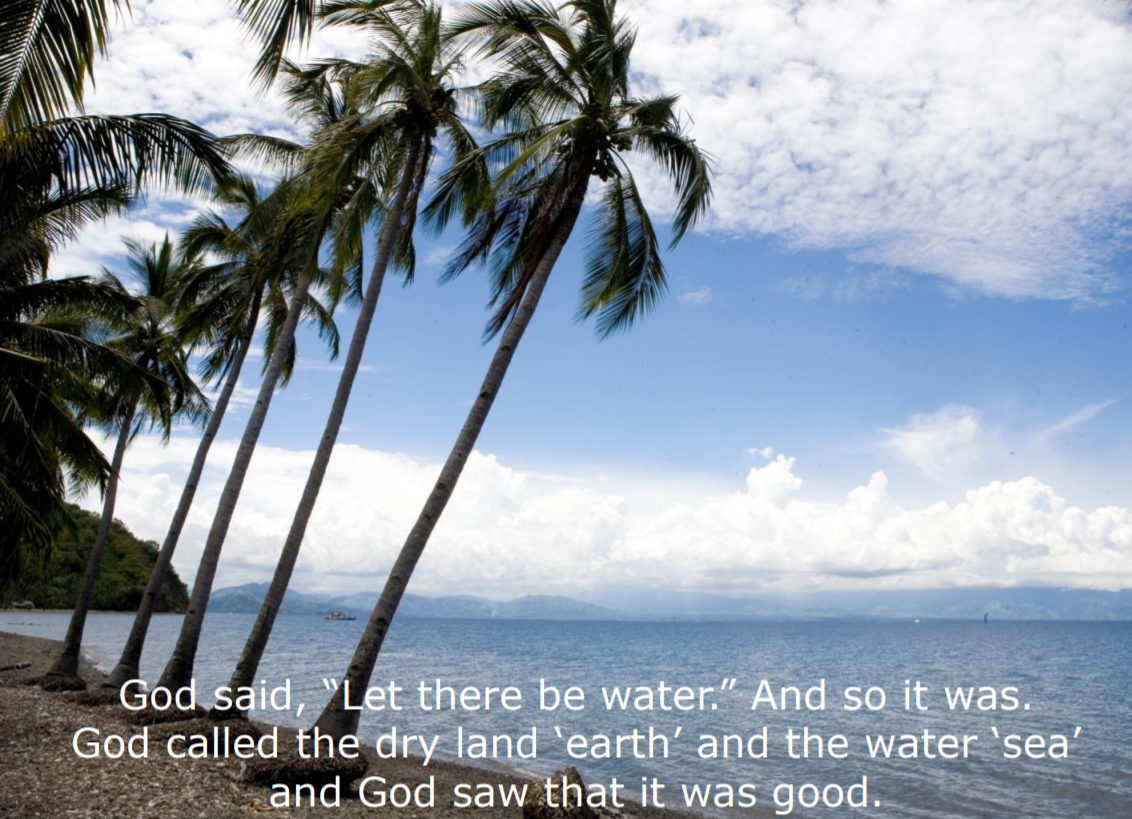 God said, “Let there be water.” And so it was.
God called the dry land ‘earth’ and the water ‘sea’
and God saw that it was good.